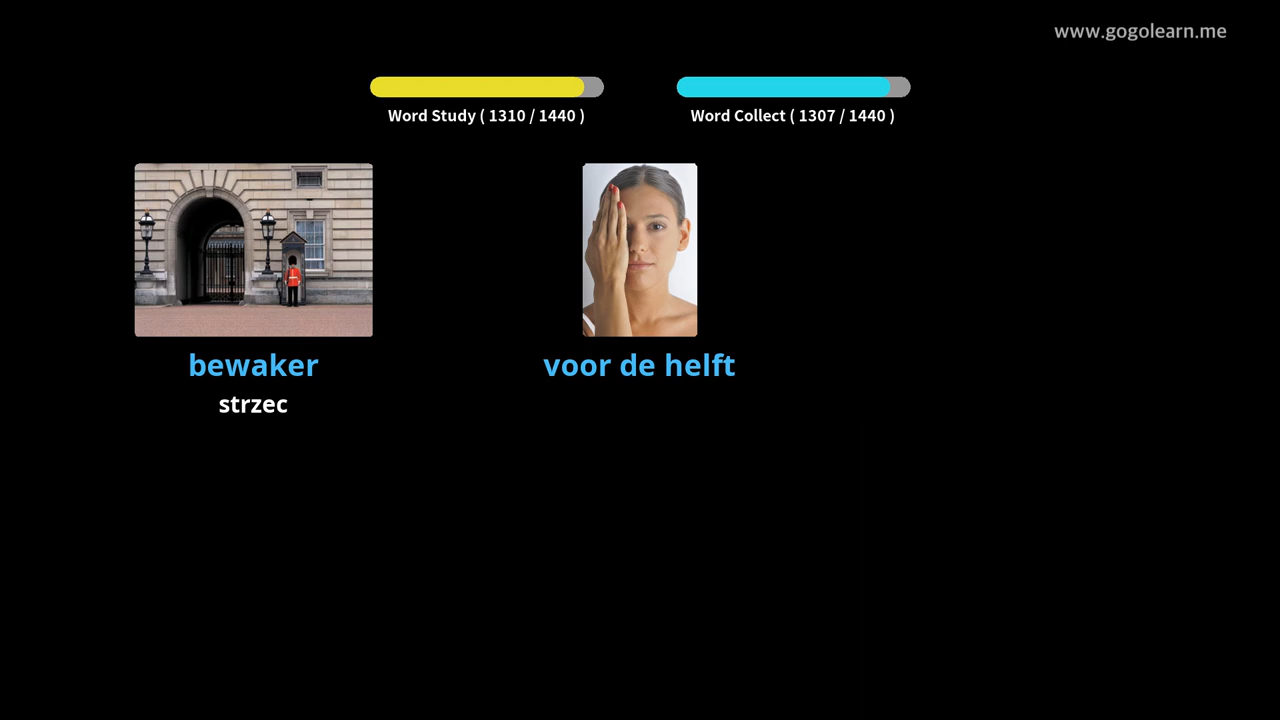 www.gogolearn.me
Word Study ( 1310 / 1440 )
Word Collect ( 1307 / 1440 )
bewaker
strzec
voor de helft